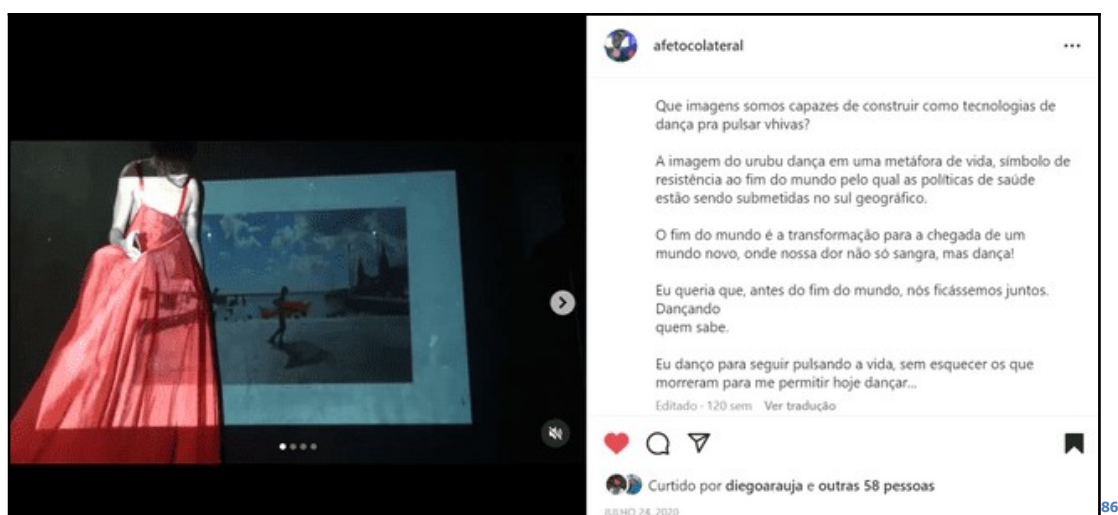 afetocolateral
Que imagens somos capazes de construir como tecnologias de
dança pra pulsar vhivas?
A imagem do urubu dança em uma metáfora de vida, símbolo de
resistência ao fim do mundo pelo qual as políticas de saúde
estão sendo submetidas no sul geográfico.
O fim do mundo é a transformação para a chegada de um
mundo novo, onde nossa dor não só sangra, mas dança!
Eu queria que, antes do fim do mundo, nós ficássemos juntos.
Dançando
quem sabe.
Eu danço para seguir pulsando a vida, sem esquecer os que
morreram para me permitir hoje dançar...
Editado · 120 sem Ver tradução
Curtido por diegoarauja e outras 58 pessoas
JULHO 24, 2020
86